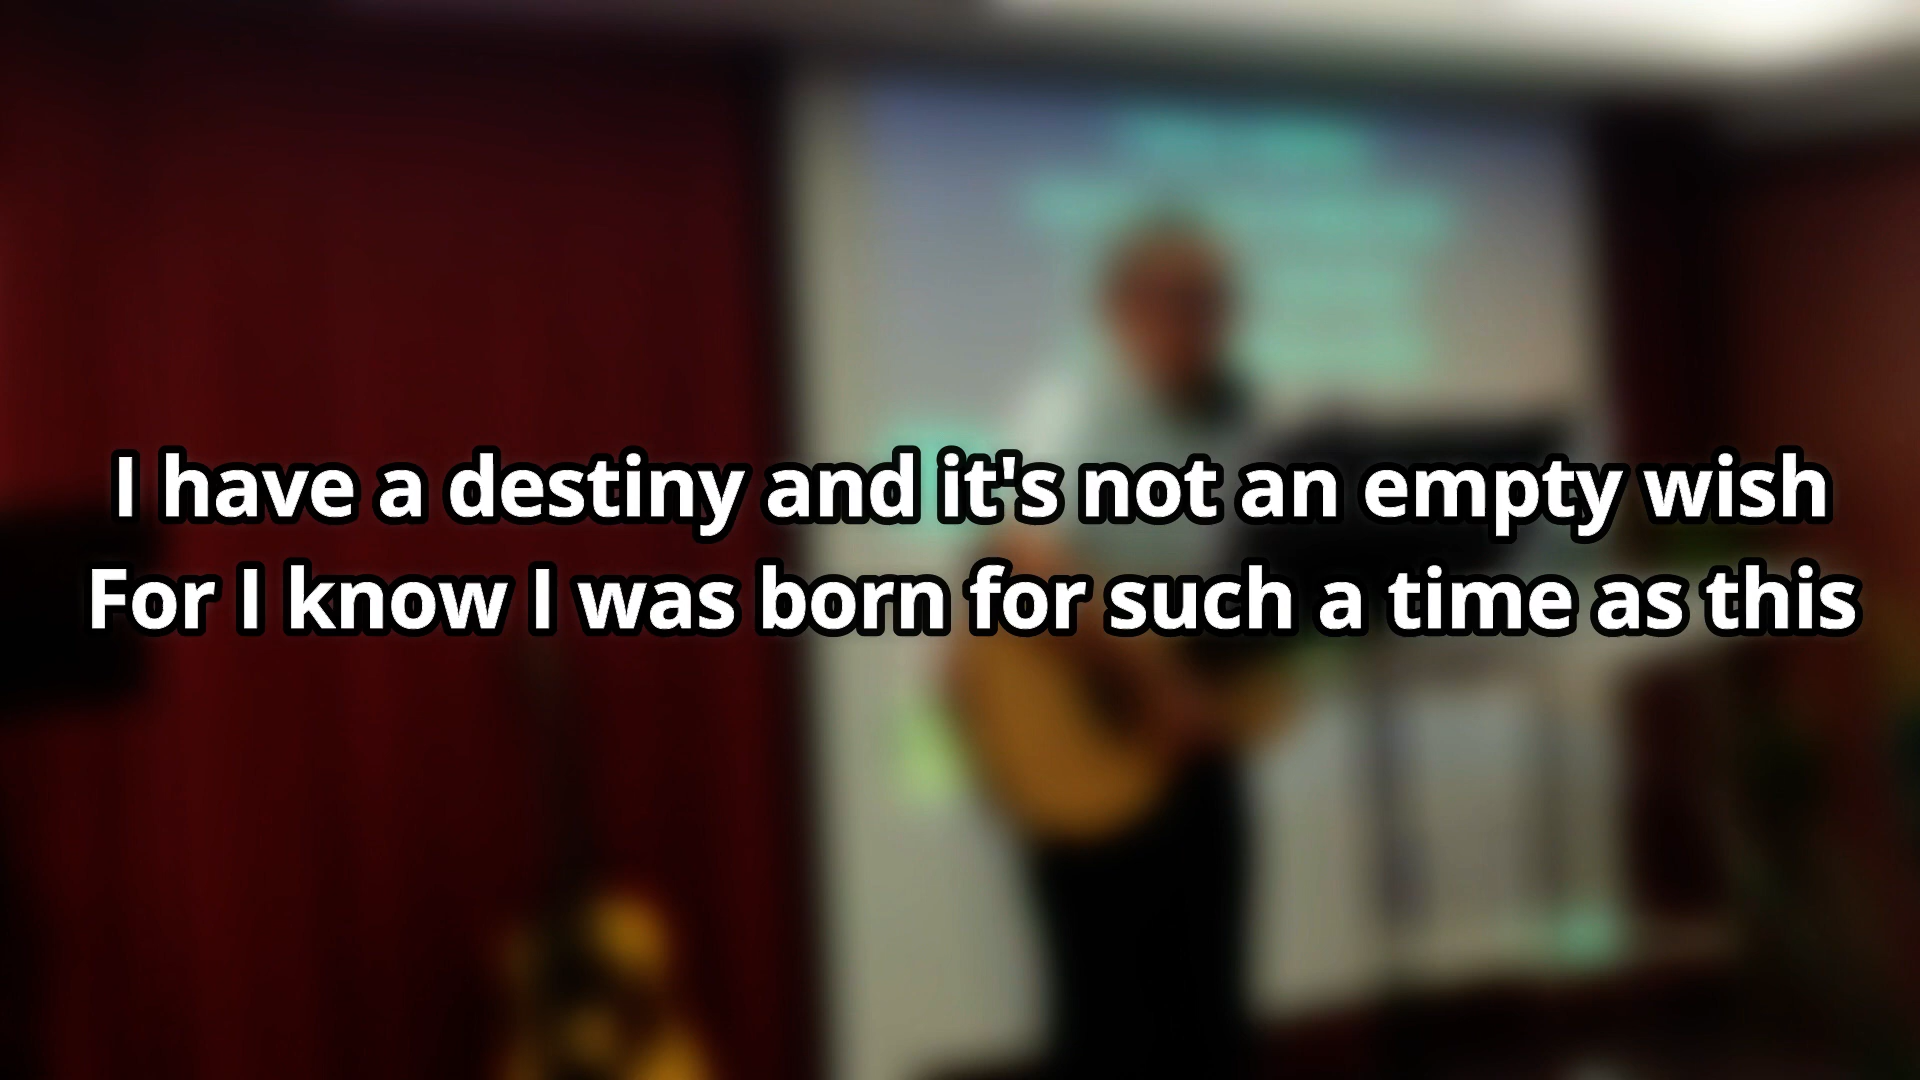 I have a destiny and it's not an empty wish
For I know I was born for such a time as this